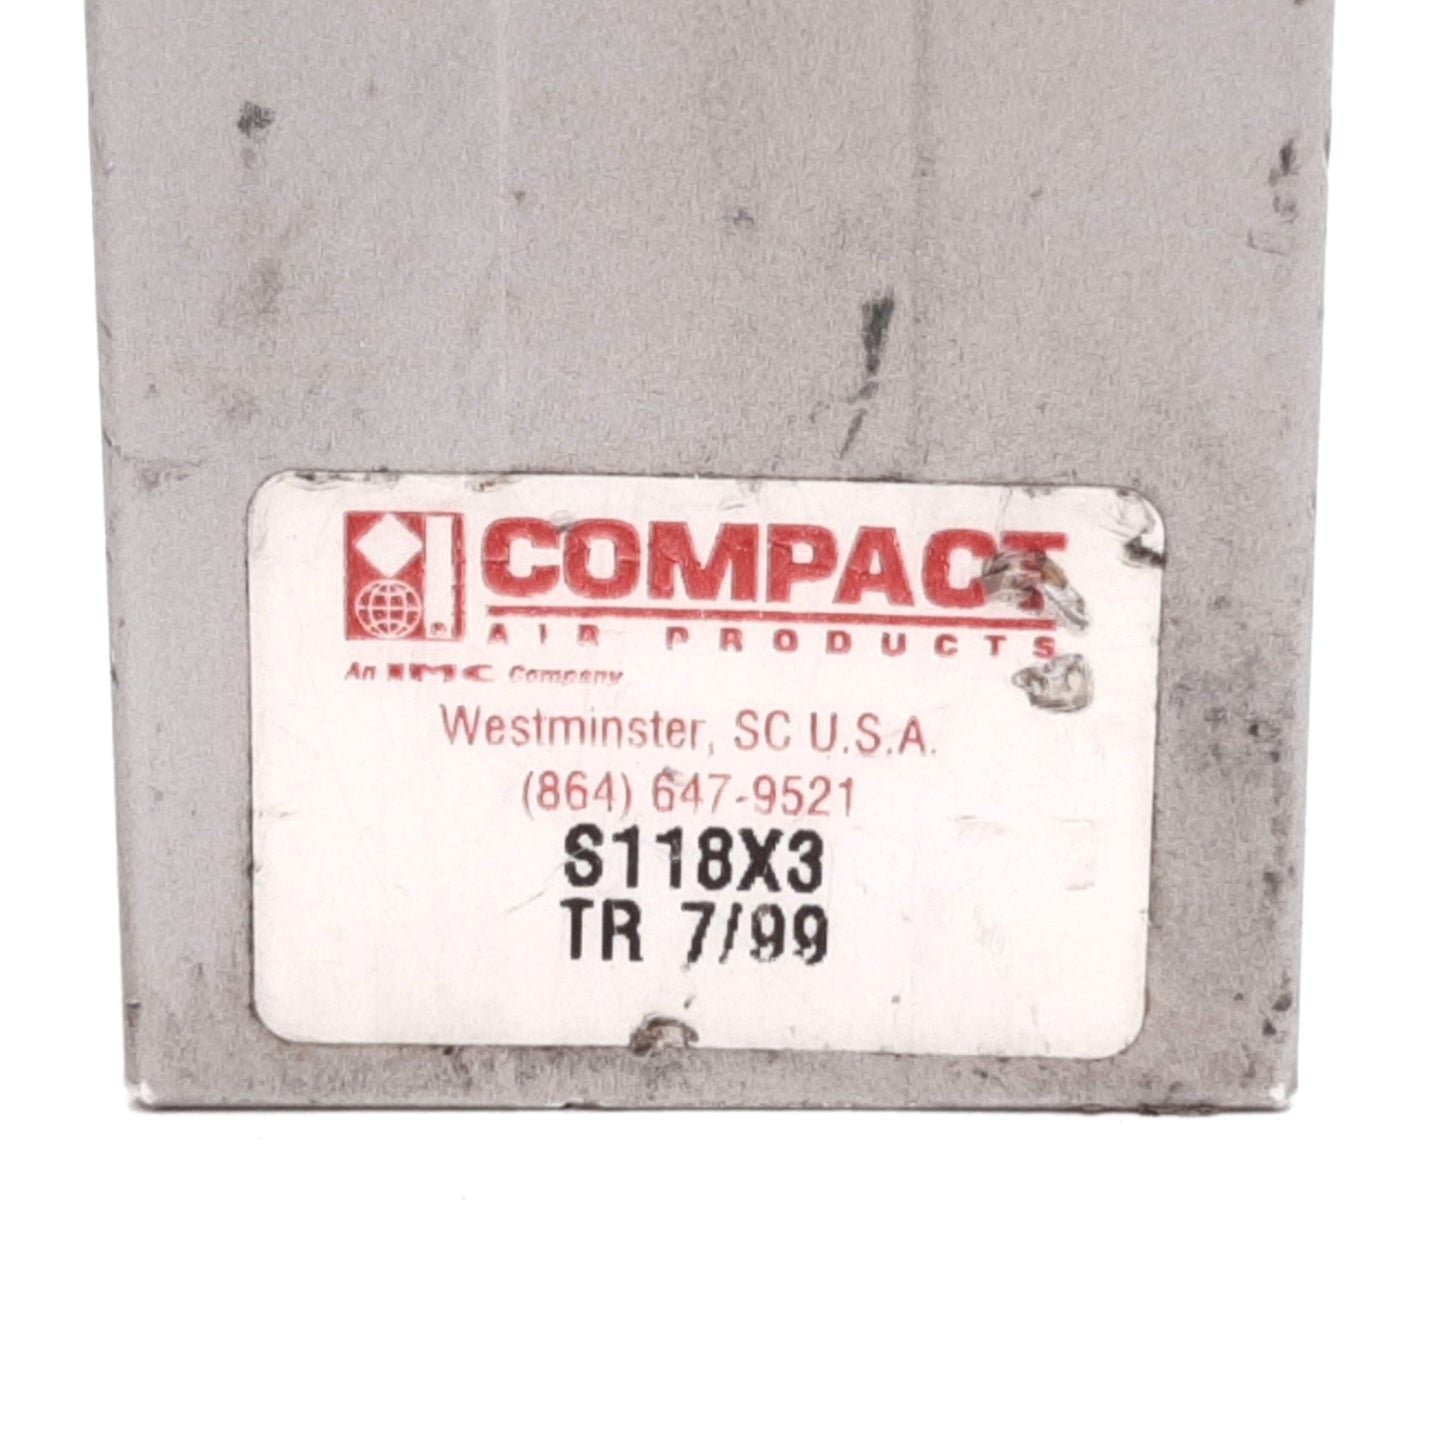 COMPACT
AIR PRODUCTS
An IMC Company
Westminster, SC U.S.A.
(864) 647-9521
S118X3
TR 7/99